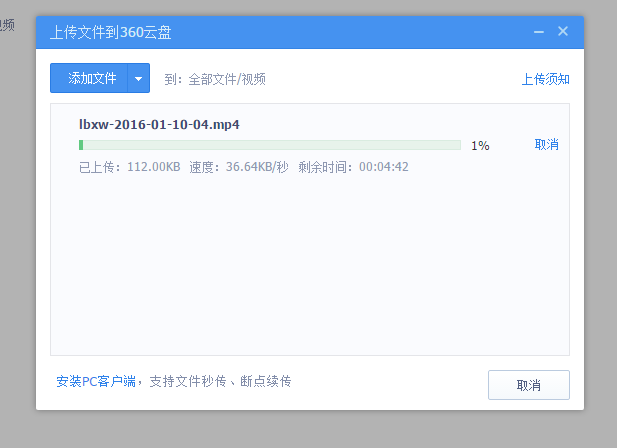 视频
上传文件到360云盘
添加文件 到：全部文件/视频 上传须知
lbxw-2016-01-10-04.mp4
1% 取消
已上传：112.00KB 速度：36.64KB/秒 剩余时间：00:04:42
安装PC客户端，支持文件秒传、断点续传
取消